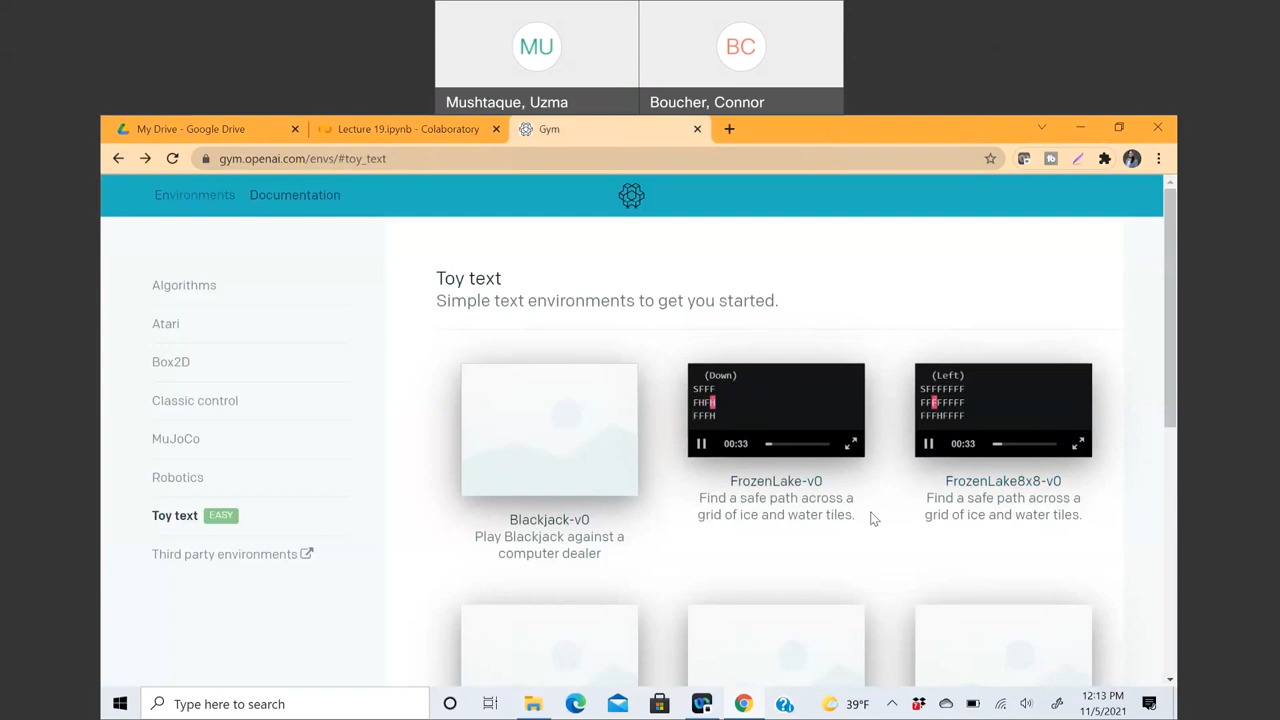 MU
BC
Mushtaque, Uzma
Boucher, Connor
My Drive - Google Drive
Lecture 19.ipynb - Colaboratory
Gym
gym.openai.com/envs/#toy_text
Environments
Documentation
Algorithms
Atari
Box2D
Classic control
MuJoCo
Robotics
Toy text EASY
Third party environments
Toy text
Simple text environments to get you started.
Blackjack-v0
Play Blackjack against a
computer dealer
(Down)
SFFF
FHFH
FFFH
00:33
FrozenLake-v0
Find a safe path across a
grid of ice and water tiles.
(Left)
SFFFFFFF
FFFFFFFF
FFFHFFFF
00:33
FrozenLake8x8-v0
Find a safe path across a
grid of ice and water tiles.
Type here to search
39°F
12:13 PM
11/5/2021